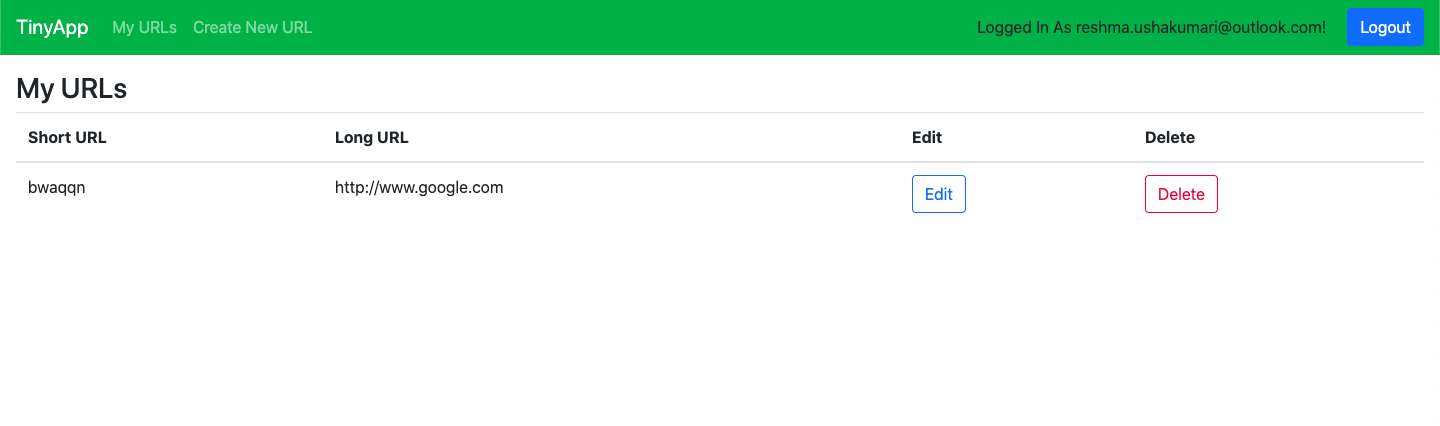 TinyApp My URLs Create New URL Logged In As reshma.ushakumari@outlook.com! Logout
My URLs
Short URL Long URL Edit Delete
bwaqqn http://www.google.com Edit Delete